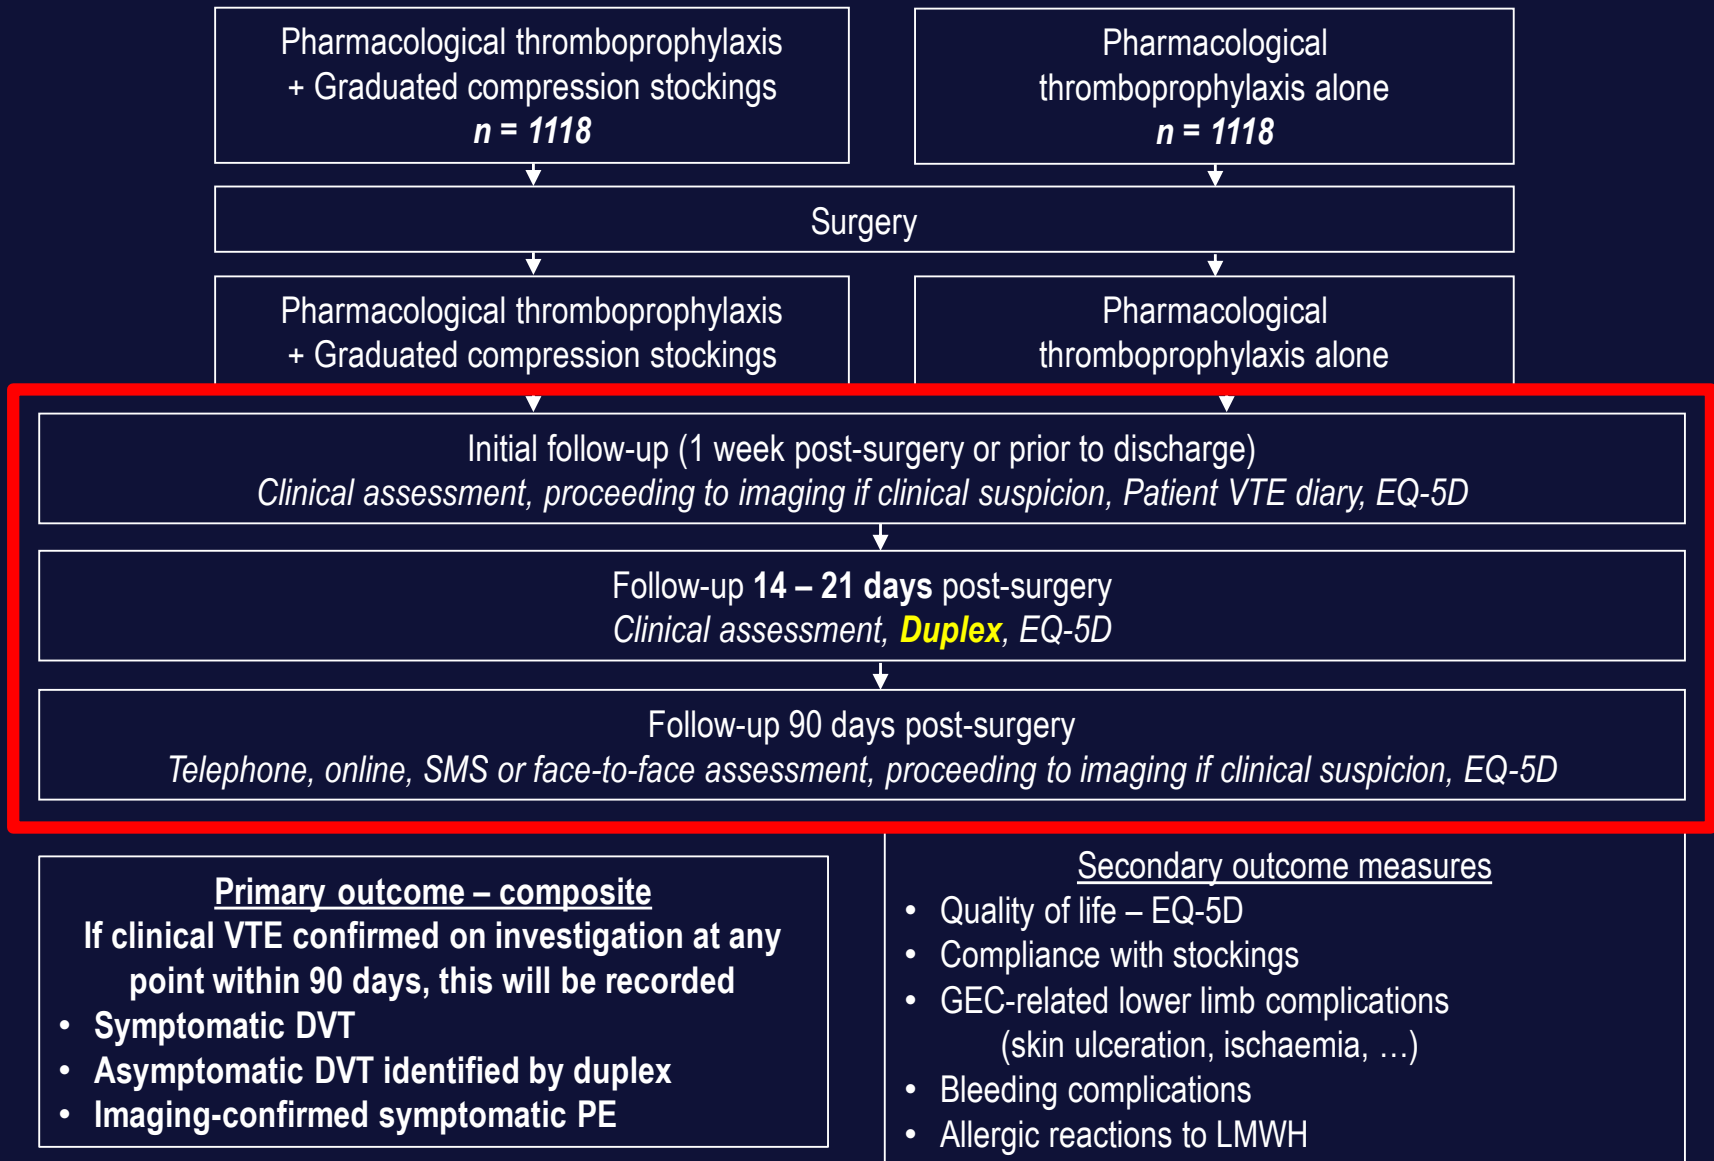 Pharmacological thromboprophylaxis
+ Graduated compression stockings
n = 1118
Pharmacological
thromboprophylaxis alone
n = 1118
Surgery
Pharmacological thromboprophylaxis
+ Graduated compression stockings
Pharmacological
thromboprophylaxis alone
Initial follow-up (1 week post-surgery or prior to discharge)
Clinical assessment, proceeding to imaging if clinical suspicion, Patient VTE diary, EQ-5D
Follow-up 14 – 21 days post-surgery
Clinical assessment, Duplex, EQ-5D
Follow-up 90 days post-surgery
Telephone, online, SMS or face-to-face assessment, proceeding to imaging if clinical suspicion, EQ-5D
Primary outcome – composite
If clinical VTE confirmed on investigation at any
point within 90 days, this will be recorded
• Symptomatic DVT
• Asymptomatic DVT identified by duplex
• Imaging-confirmed symptomatic PE
Secondary outcome measures
• Quality of life – EQ-5D
• Compliance with stockings
• GEC-related lower limb complications
(skin ulceration, ischaemia, …)
• Bleeding complications
• Allergic reactions to LMWH